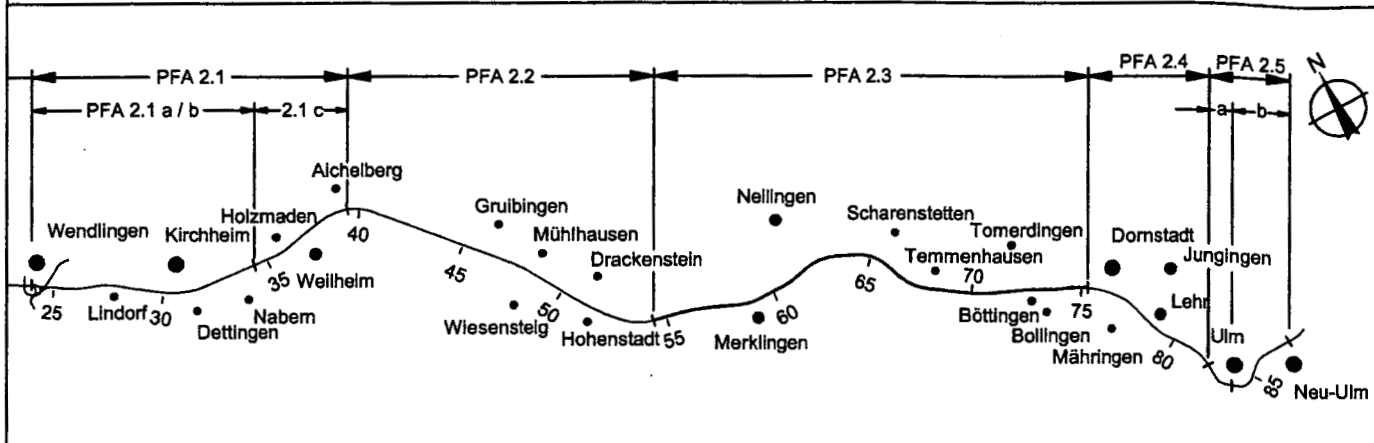 PFA 2.1
PFA 2.2
PFA 2.3
PFA 2.4
PFA 2.5
N
PFA 2.1 a / b
2.1 c
a
b
Aichelberg
Wendlingen
Holzmaden
Kirchheim
40
Gruibingen
Mühlhausen
Drackenstein
Nellingen
Scharenstetten
Tomerdingen
Temmenhausen
Dornstadt
Jungingen
25
Lindorf
30
Dettingen
Nabern
35
Weilheim
45
Wiesensteig
50
Hohenstadt
55
Merklingen
60
65
70
Böttingen
Bollingen
75
Mähringen
Lehr
80
Ulm
85
Neu-Ulm